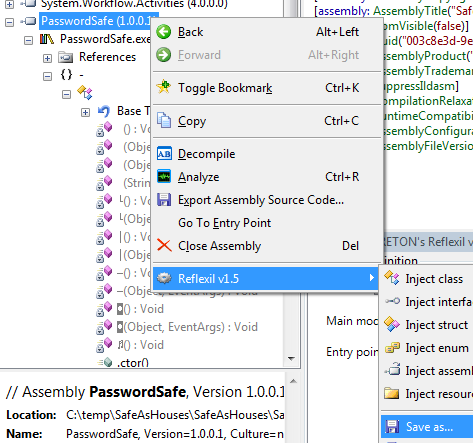 System.Workflow.Activities (4.0.0.0)
PasswordSafe (1.0.0.1
PasswordSafe.exe
References
{ } -
Base T
() : Void
(Obje
(Obje
(Strin
└(Obje
└(Obje
|() : Void
(Obje
─() : Void
─(Object, EventArgs) : Void
◘() : Void
◘(Object, EventArgs) : Void
♪() : Void
.ctor()
Back Alt+Left
Forward Alt+Right
Toggle Bookmark Ctrl+K
Copy Ctrl+C
Decompile
Analyze Ctrl+R
Export Assembly Source Code...
Go To Entry Point
Close Assembly Del
Reflexil v1.5
[assembly: AssemblyTitle("Safe
omVisible(false)]
uid("003c8e3d-9e
ssemblyProduct("
ssemblyTrademar
uppressIldasm]
ompilationRelaxat
untimeCompatibi
ssemblyConfigura
ssemblyFileVersio
RETON's Reflexil v
finition
Main mod
Entry poin
Inject class
Inject interfa
Inject struct
Inject enum
Inject assemb
Inject resour
Save as...
// Assembly PasswordSafe, Version 1.0.0.1
Location: C:\temp\SafeAsHouses\SafeAsHouses\Saf
Name: PasswordSafe, Version=1.0.0.1, Culture=n